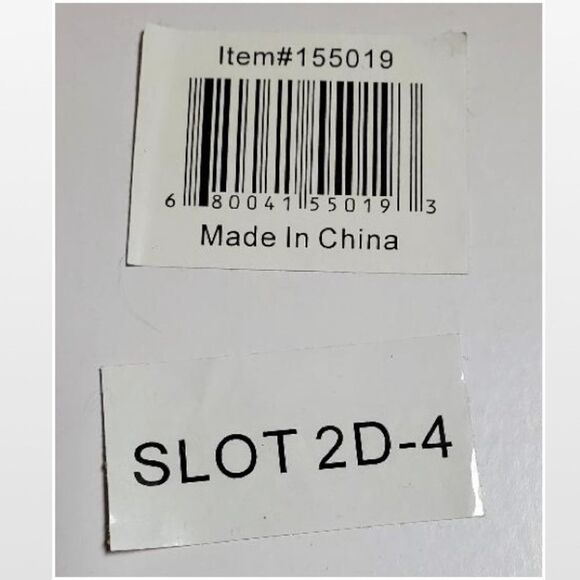 Item#155019
6 80041 55019 3
Made In China
SLOT 2D-4